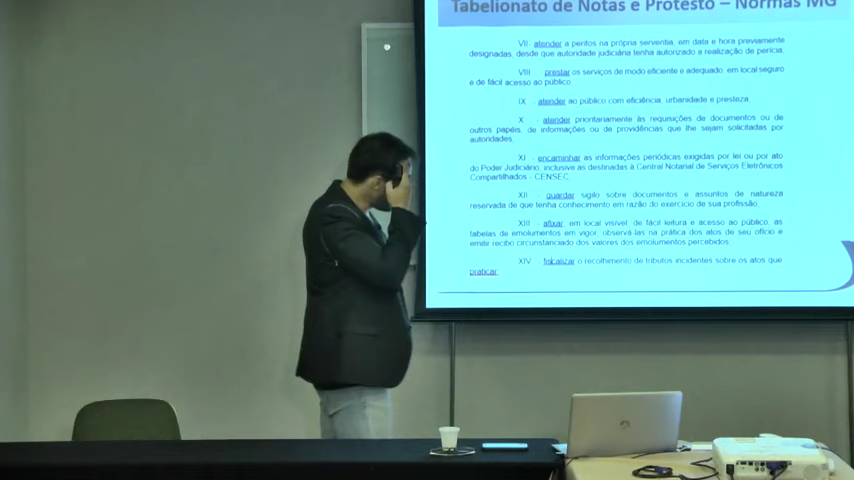 Tabelionato de Notas e Protesto – Normas MG
VII- atender a peritos na própria serventia, em data e hora previamente
designadas, desde que autoridade judiciária tenha autorizado a realização de perícia;
VIII - prestar os serviços de modo eficiente e adequado, em local seguro
e de fácil acesso ao público;
IX - atender ao público com eficiência, urbanidade e presteza;
X - atender prioritariamente às requisições de documentos ou de
outros papéis, de informações ou de providências que lhe sejam solicitadas por
autoridades;
XI - encaminhar as informações periódicas exigidas por lei ou por ato
do Poder Judiciário, inclusive as destinadas à Central Notarial de Serviços Eletrônicos
Compartilhados - CENSEC;
XII - guardar sigilo sobre documentos e assuntos de natureza
reservada de que tenha conhecimento em razão do exercício de sua profissão;
XIII - afixar, em local visível, de fácil leitura e acesso ao público, as
tabelas de emolumentos em vigor, observá-las na prática dos atos de seu ofício e
emitir recibo circunstanciado dos valores dos emolumentos percebidos;
XIV - fiscalizar o recolhimento de tributos incidentes sobre os atos que
praticar;
hp